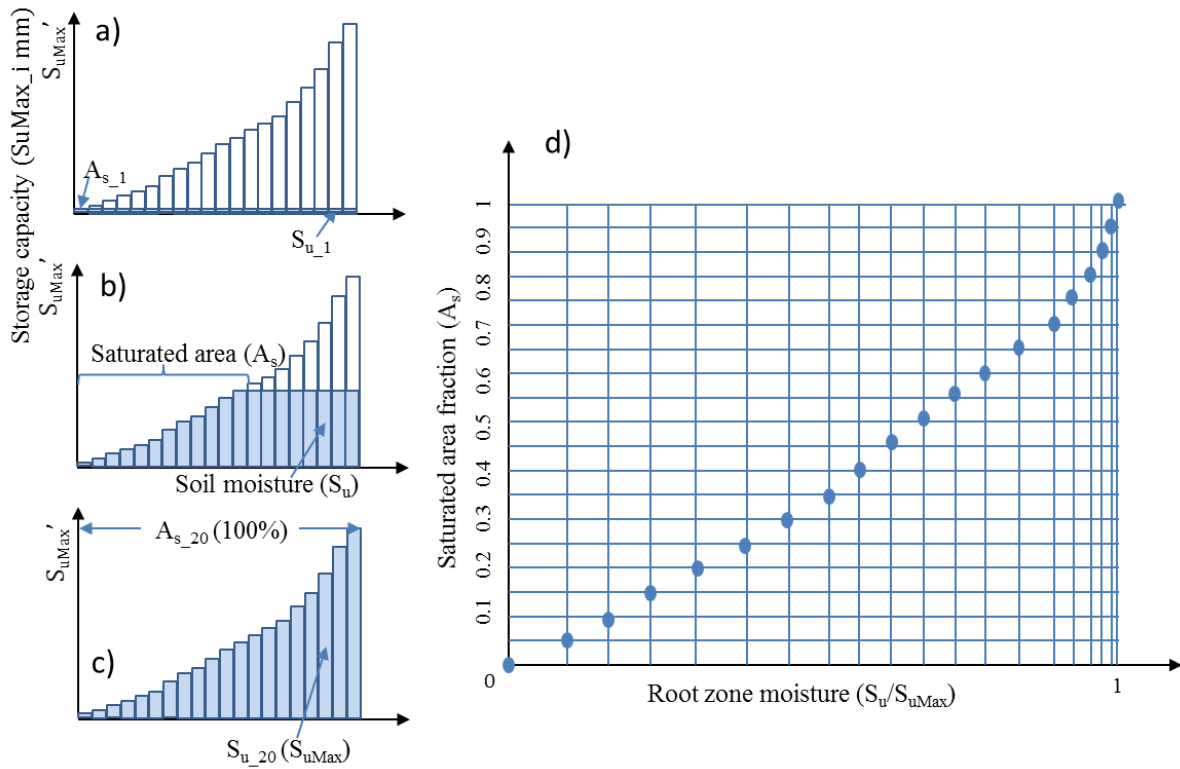 Storage capacity (SuMax_i mm)
a)
SuMax′
As_1
Su_1
b)
SuMax′
Saturated area (As)
Soil moisture (Su)
c)
SuMax′
As_20 (100%)
Su_20 (SuMax)
d)
Saturated area fraction (As)
1
0.9
0.8
0.7
0.6
0.5
0.4
0.3
0.2
0.1
0
Root zone moisture (Su/SuMax)
1